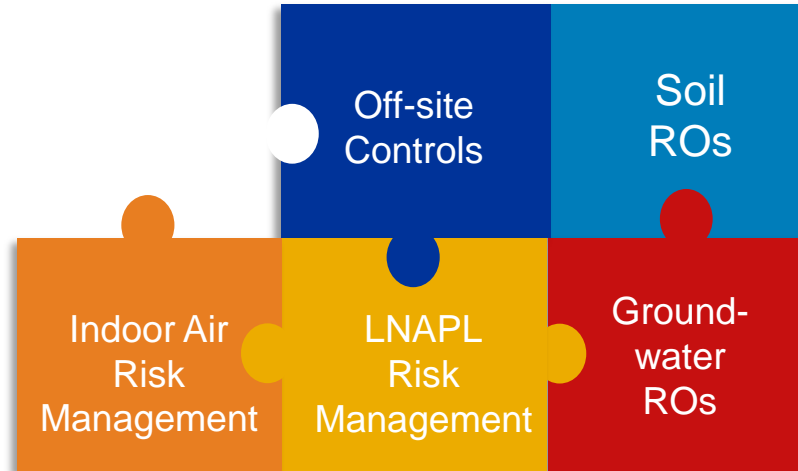 Off-site
Controls
Soil
ROs
Indoor Air
Risk
Management
LNAPL
Risk
Management
Ground-
water
ROs